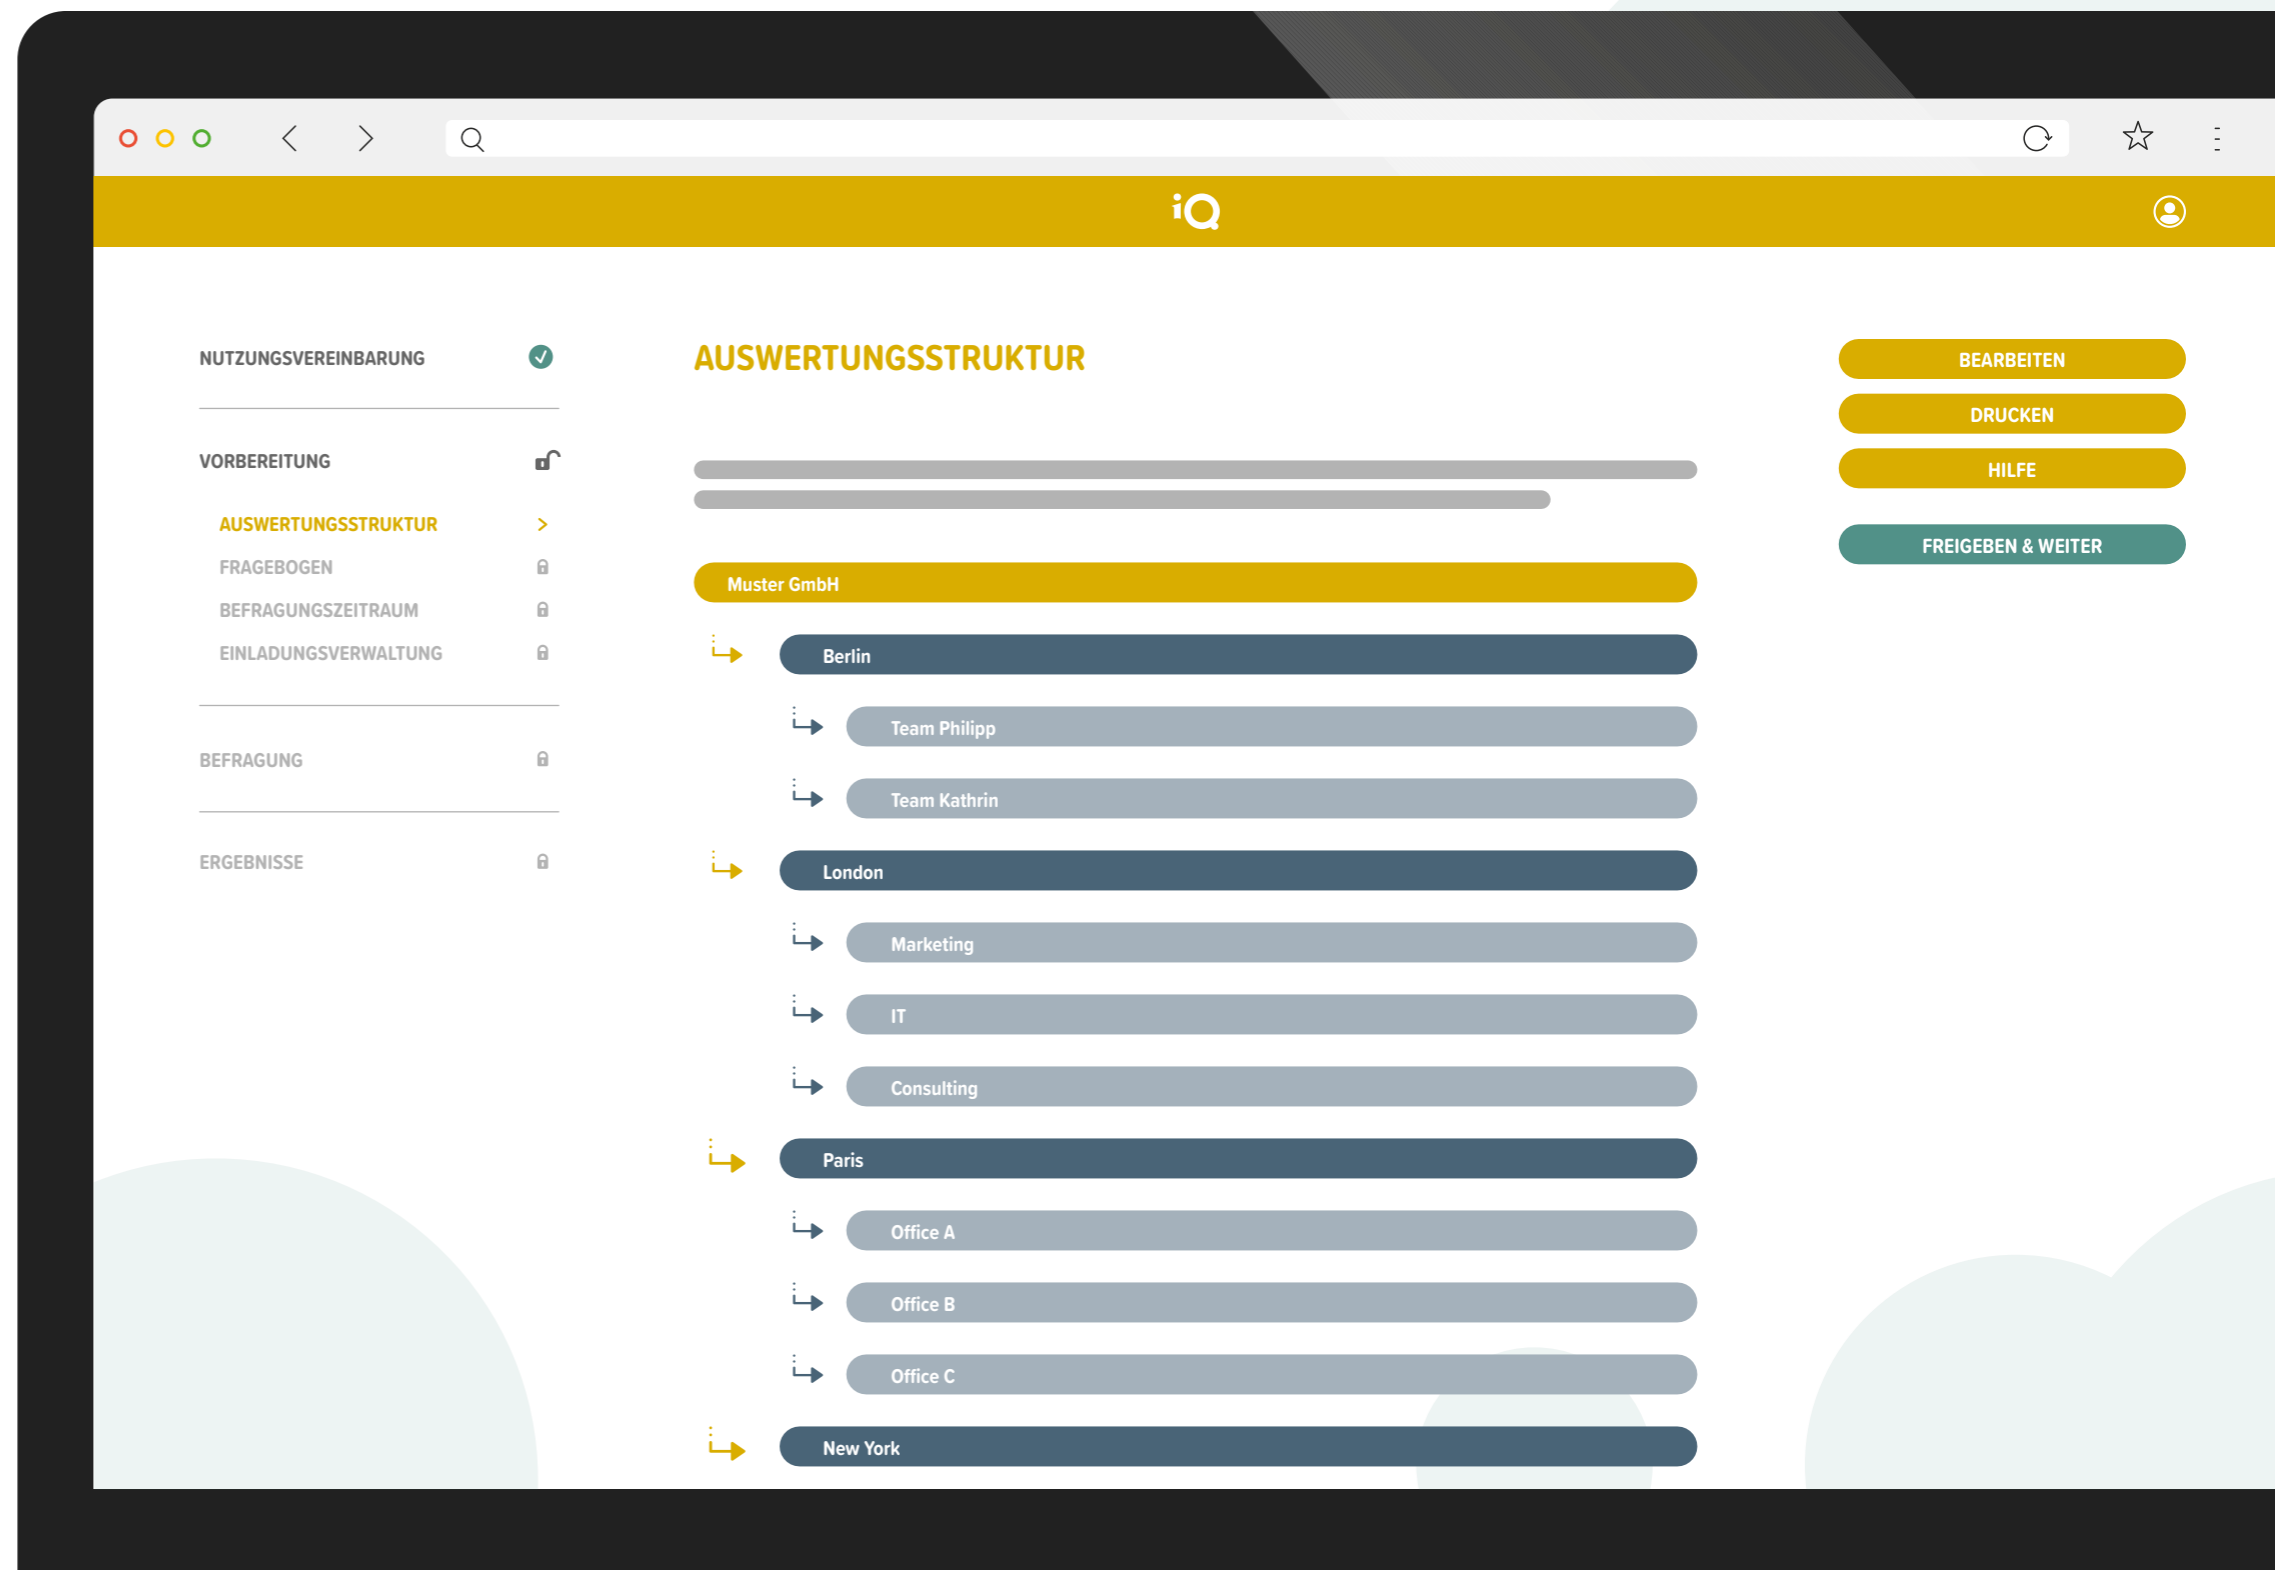 iQ
NUTZUNGSVEREINBARUNG
VORBEREITUNG
AUSWERTUNGSSTRUKTUR
FRAGEBOGEN
BEFRAGUNGSZEITRAUM
EINLADUNGSVERWALTUNG
BEFRAGUNG
ERGEBNISSE
AUSWERTUNGSSTRUKTUR
Muster GmbH
Berlin
Team Philipp
Team Kathrin
London
Marketing
IT
Consulting
Paris
Office A
Office B
Office C
New York
BEARBEITEN
DRUCKEN
HILFE
FREIGEBEN & WEITER